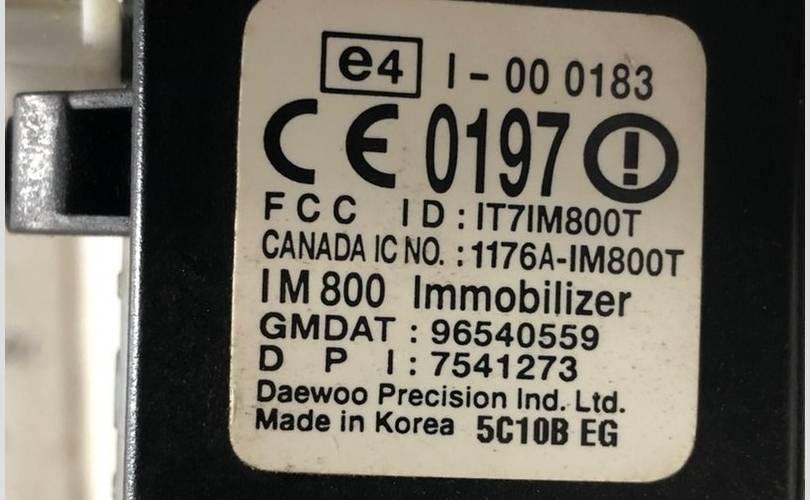 e4 I-00 0183
CE 0197 !
FCC ID: IT7IM800T
CANADA IC NO. : 1176A-IM800T
IM800 Immobilizer
GMDAT : 96540559
D P I : 7541273
Daewoo Precision Ind. Ltd.
Made in Korea 5C10B EG